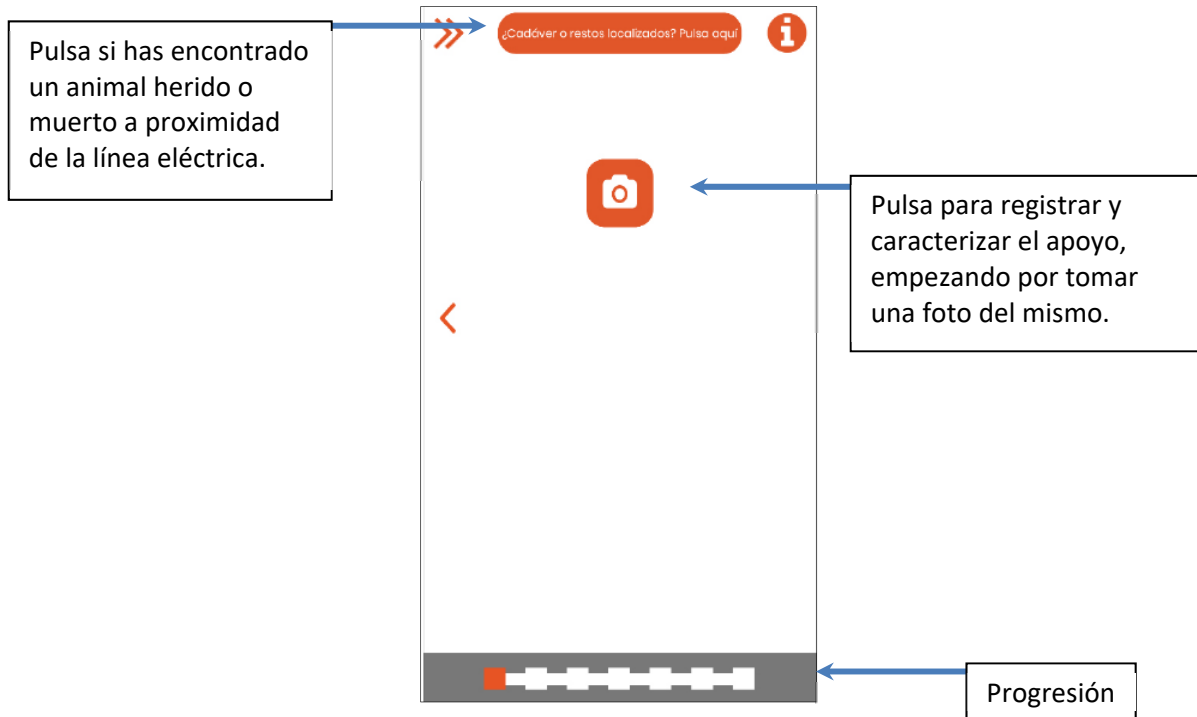 Pulsa si has encontrado
un animal herido o
muerto a proximidad
de la línea eléctrica.
¿Cadáver o restos localizados? Pulsa aquí
Pulsa para registrar y
caracterizar el apoyo,
empezando por tomar
una foto del mismo.
Progresión